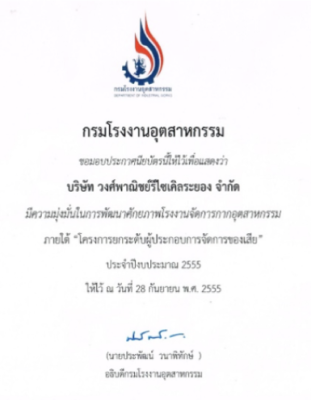 กรมโรงงานอุตสาหกรรม
DEPARTMENT OF INDUSTRIAL WORKS
กรมโรงงานอุตสาหกรรม
ขอมอบประกาศนียบัตรนี้ให้ไว้เพื่อแสดงว่า
บริษัท วงศ์พาณิชย์รีไซเคิลระยอง จำกัด
มีความมุ่งมั่นในการพัฒนาศักยภาพโรงงานจัดการกากอุตสาหกรรม
ภายใต้ "โครงการยกระดับผู้ประกอบการจัดการของเสีย"
ประจำปีงบประมาณ 2555
ให้ไว้ ณ วันที่ 28 กันยายน พ.ศ. 2555
(นายประพัฒน์ วนาพิทักษ์ )
อธิบดีกรมโรงงานอุตสาหกรรม